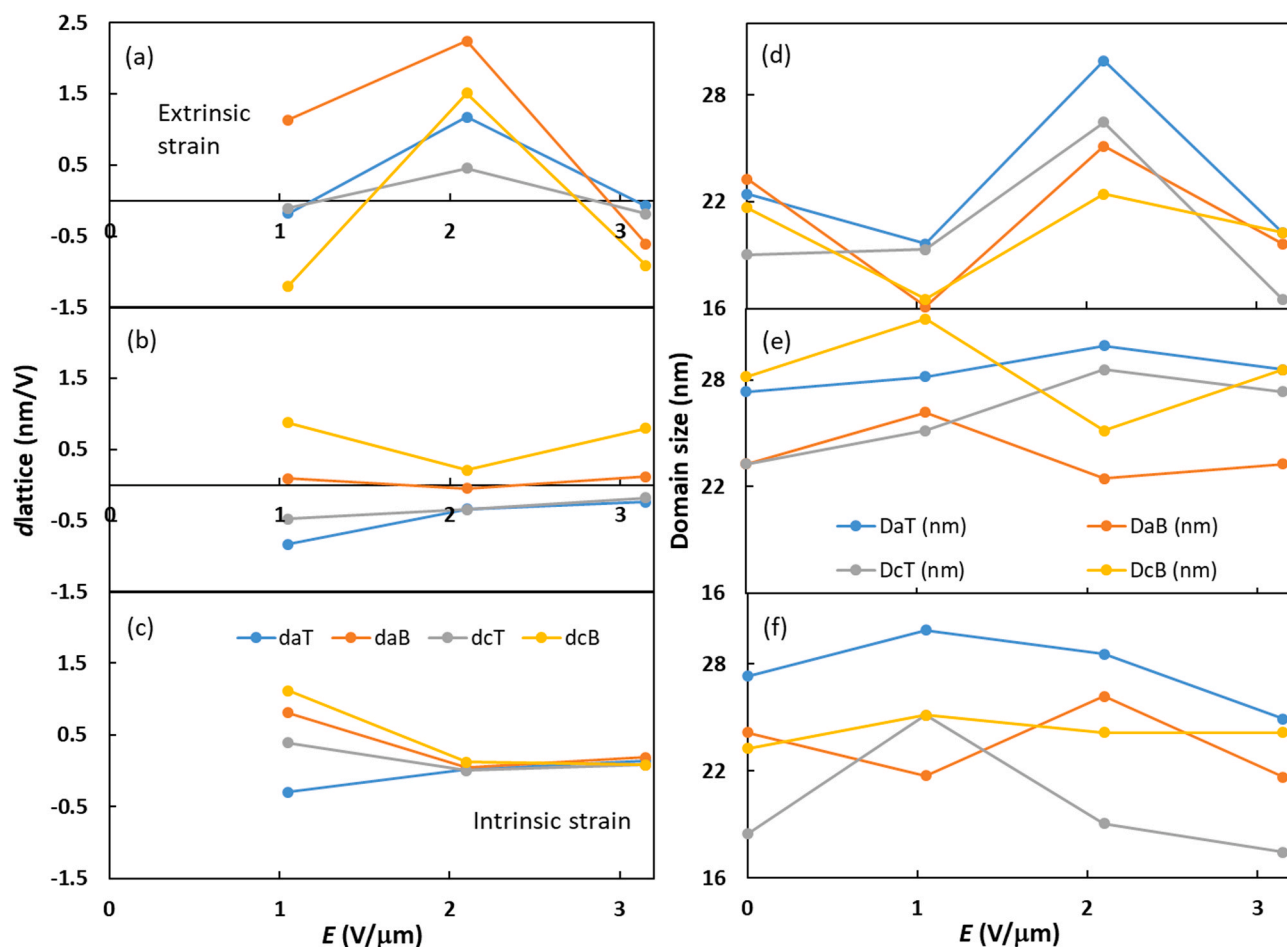 2.5
(a)
Extrinsic
strain
1.5
0.5
0
1
2
3
-0.5
-1.5
(b)
1.5
0.5
0
1
2
3
-0.5
-1.5
(c)
daT
daB
dcT
dcB
1.5
0.5
-0.5
Intrinsic strain
-1.5
0
1
2
3
E (V/μm)
dlattice (nm/V)
(d)
28
22
16
(e)
28
22
DaT (nm)
DaB (nm)
DcT (nm)
DcB (nm)
16
(f)
28
22
16
0
1
2
3
E (V/μm)
Domain size (nm)